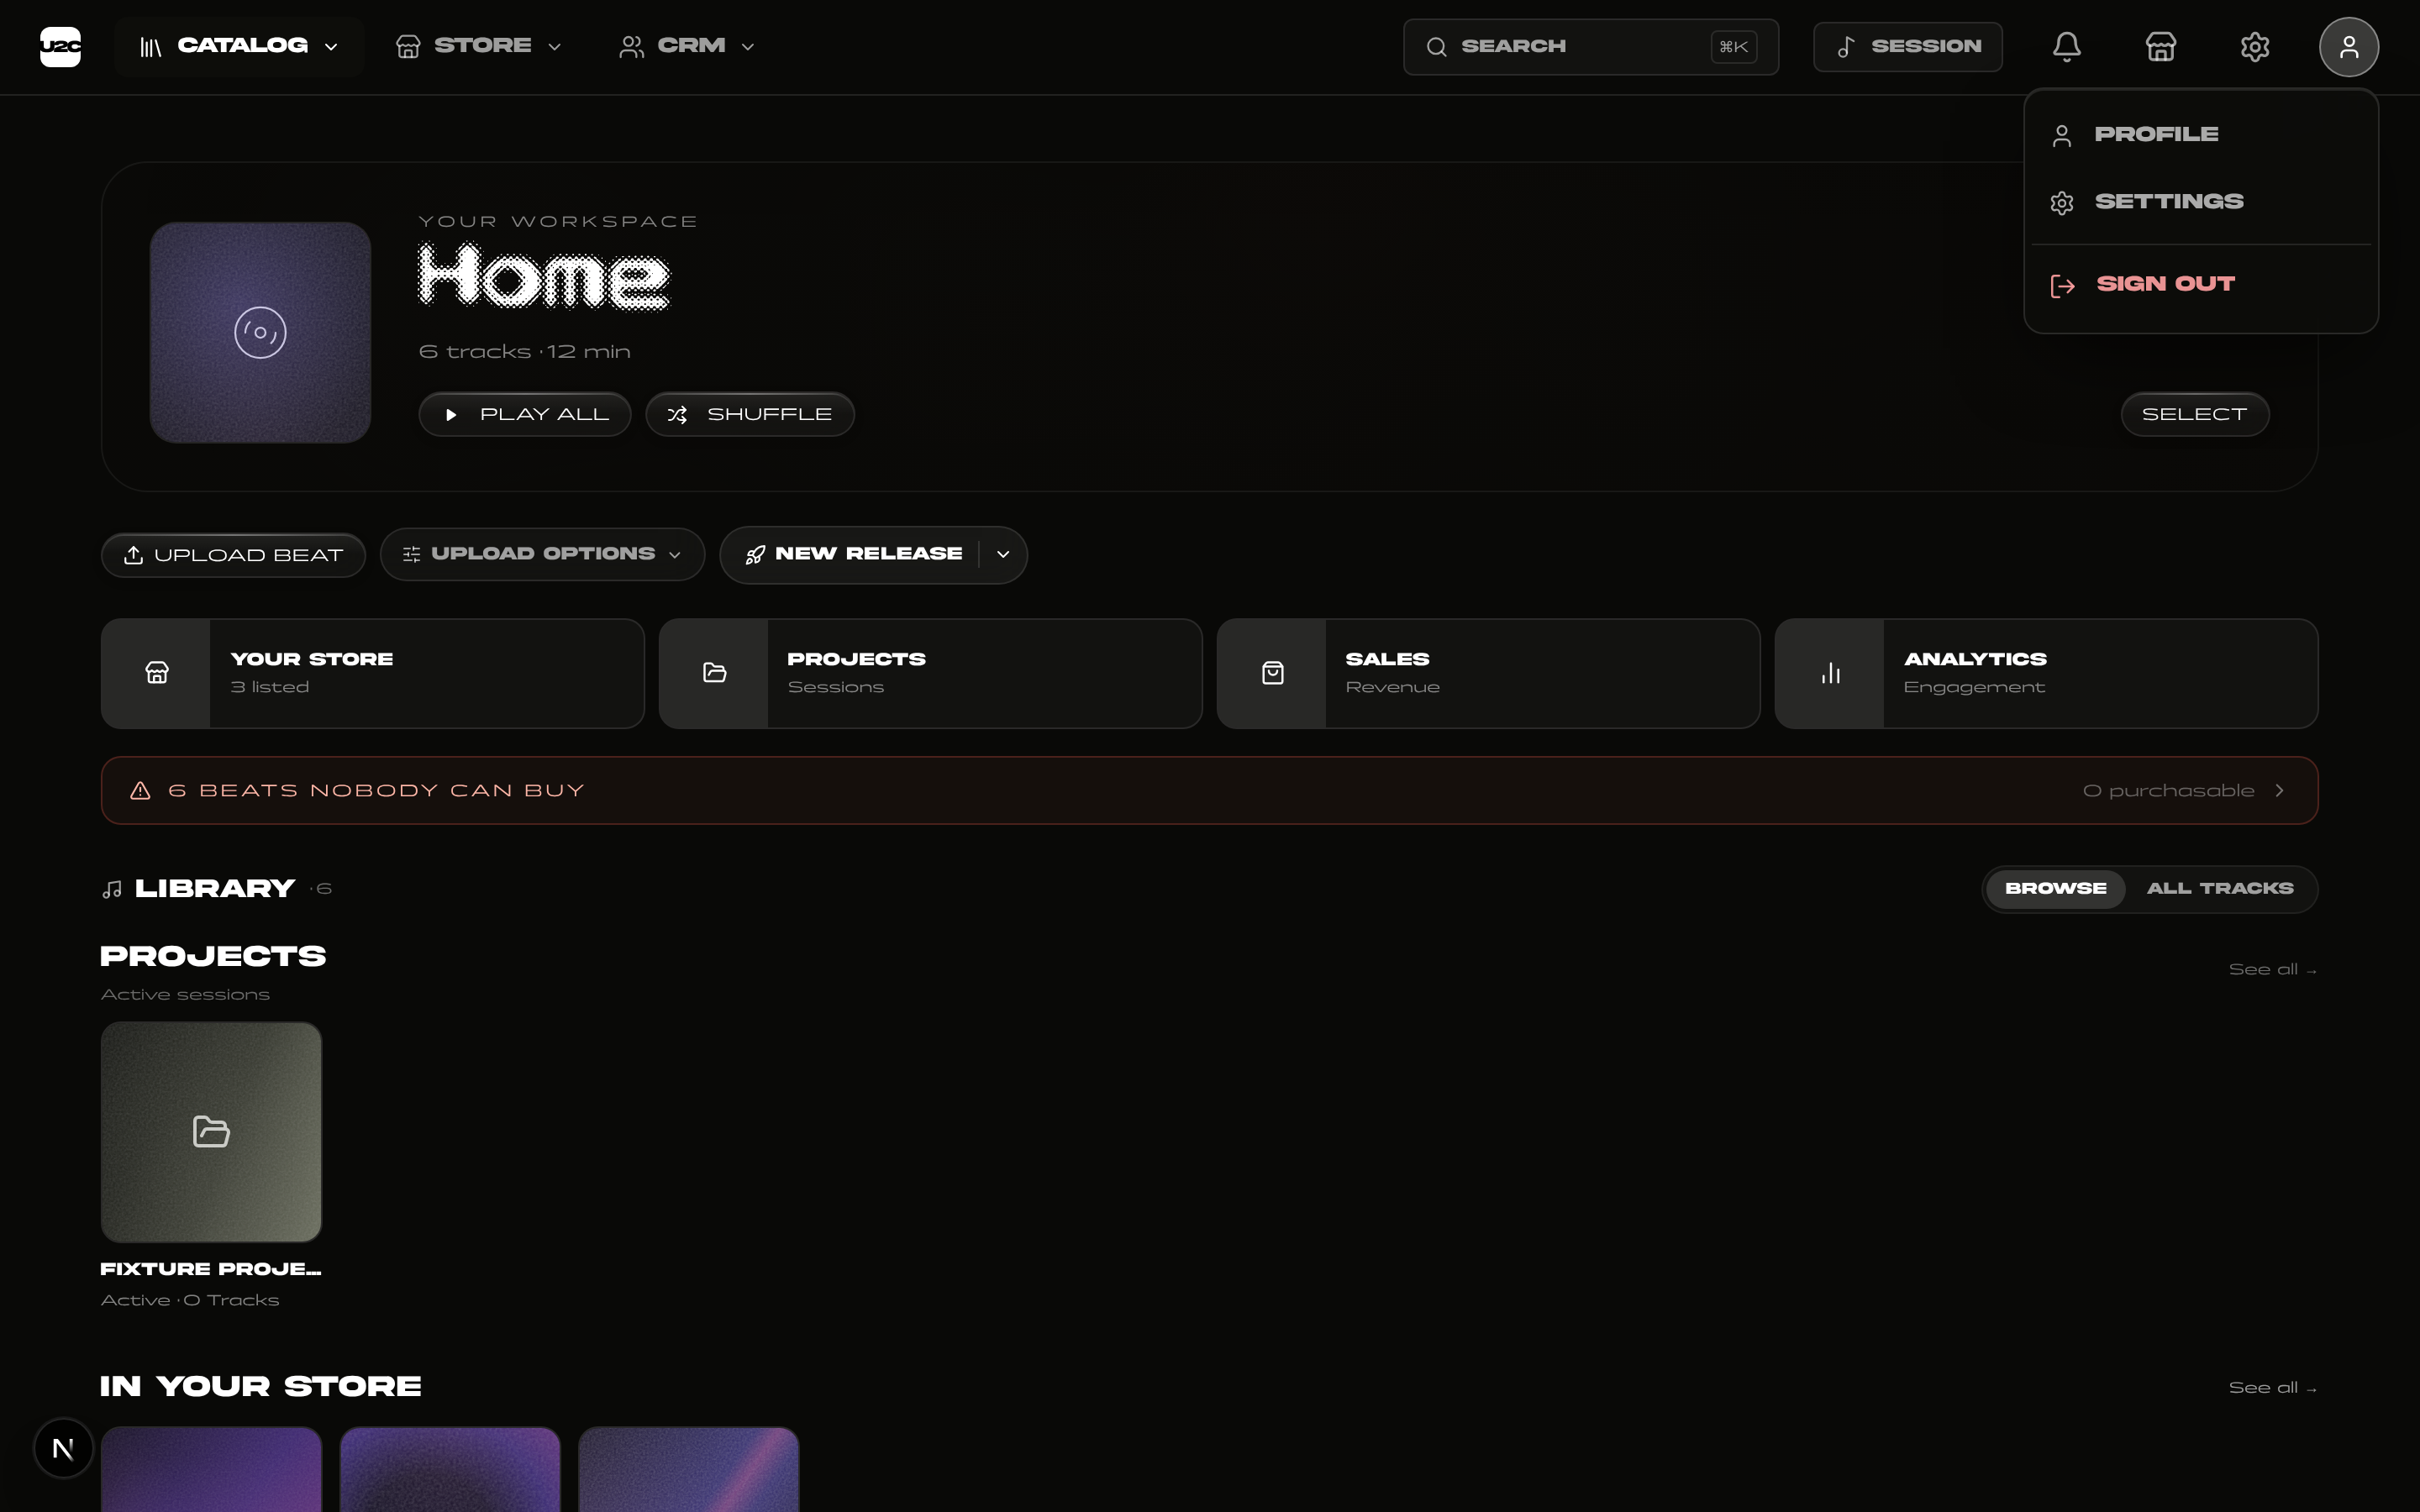 U2C
CATALOG
STORE
CRM
SEARCH
⌘K
SESSION
PROFILE
SETTINGS
SIGN OUT
YOUR WORKSPACE
Home
6 tracks · 12 min
PLAY ALL
SHUFFLE
SELECT
UPLOAD BEAT
UPLOAD OPTIONS
NEW RELEASE
YOUR STORE
3 listed
PROJECTS
Sessions
SALES
Revenue
ANALYTICS
Engagement
6 BEATS NOBODY CAN BUY
0 purchasable
LIBRARY · 6
BROWSE
ALL TRACKS
PROJECTS
See all →
Active sessions
FIXTURE PROJE...
Active · 0 Tracks
IN YOUR STORE
See all →
N